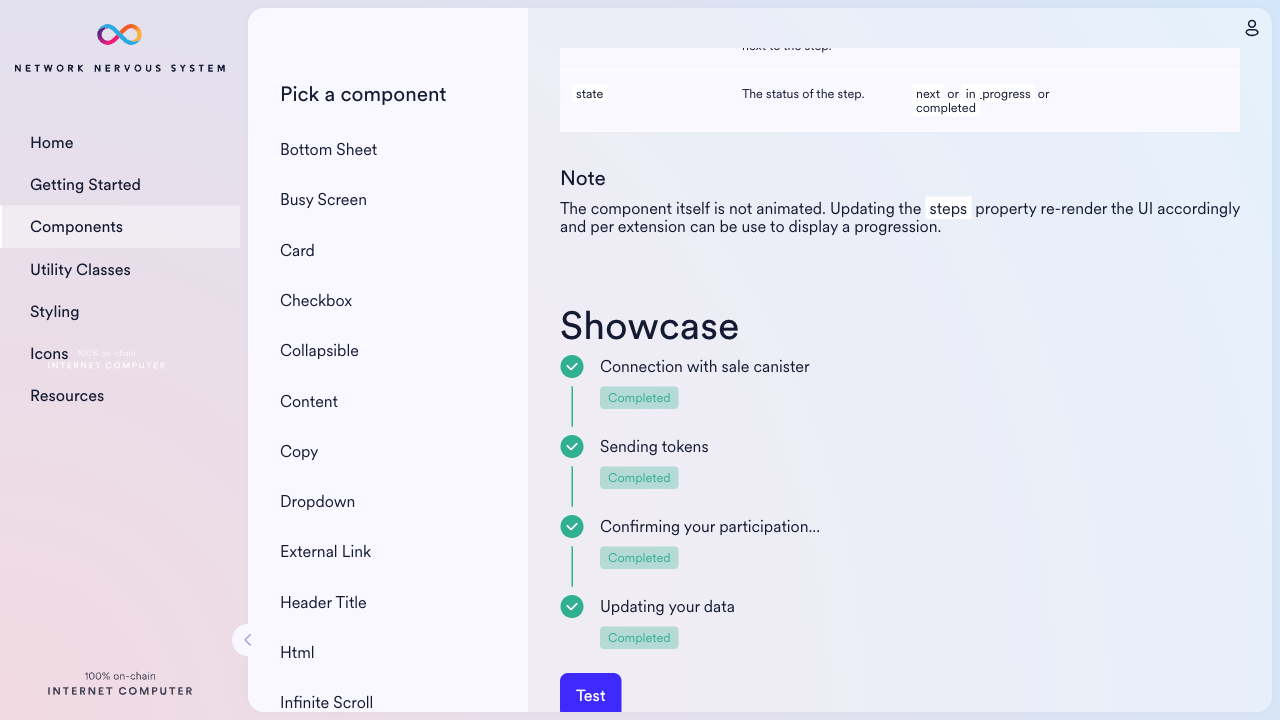 NETWORK NERVOUS SYSTEM
Home
Getting Started
Components
Utility Classes
Styling
Icons
100% on-chain
INTERNET COMPUTER
Resources
100% on-chain
INTERNET COMPUTER
Pick a component
Bottom Sheet
Busy Screen
Card
Checkbox
Collapsible
Content
Copy
Dropdown
External Link
Header Title
Html
Infinite Scroll
next to the step.
state
The status of the step.
next or in_progress or
completed
Note
The component itself is not animated. Updating the steps property re-render the UI accordingly
and per extension can be use to display a progression.
Showcase
Connection with sale canister
Completed
Sending tokens
Completed
Confirming your participation...
Completed
Updating your data
Completed
Test